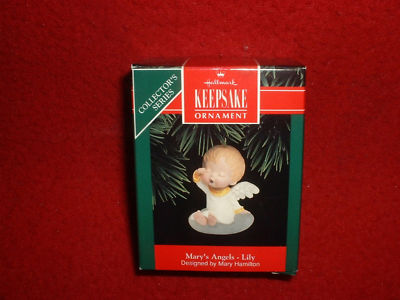 COLLECTOR'S
SERIES
Hallmark
KEEPSAKE
ORNAMENT
Mary's Angels - Lily
Designed by Mary Hamilton